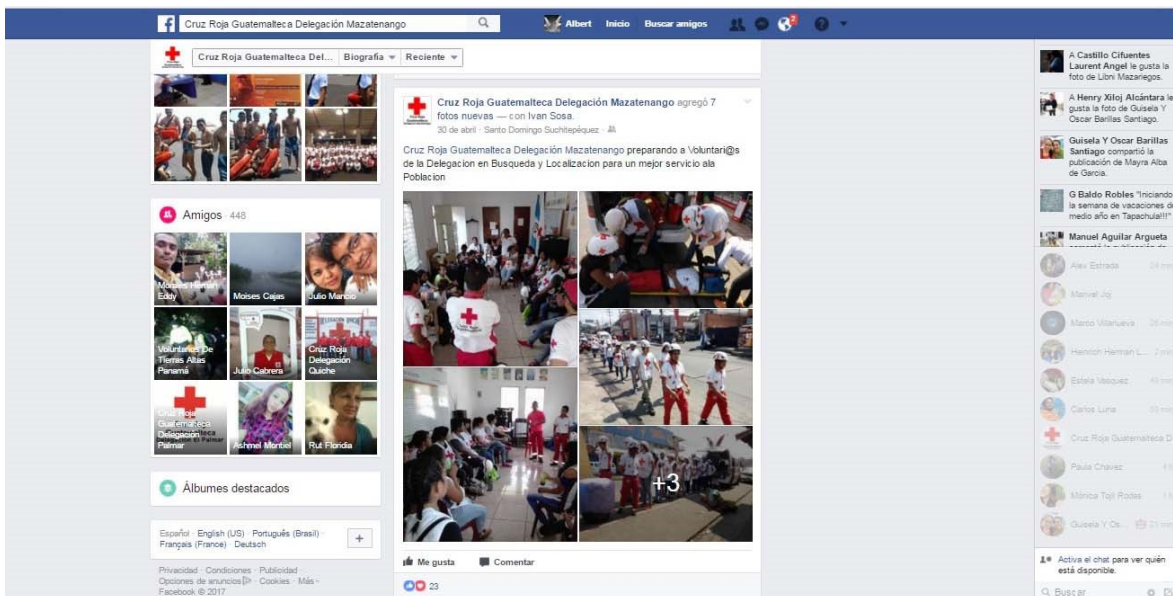 Cruz Roja Guatemalteca Delegación Mazatenango
Albert Inicio Buscar amigos
2
Cruz Roja Guatemalteca Del... Biografía Reciente
Cruz Roja Guatemalteca Delegación Mazatenango agregó 7
fotos nuevas — con Ivan Sosa.
30 de abril · Santo Domingo Suchitepéquez
Cruz Roja Guatemalteca Delegación Mazatenango preparando a Voluntari@s
de la Delegacion en Busqueda y Localizacion para un mejor servicio ala
Poblacion
+3
Me gusta Comentar
23
Amigos · 448
Morales Hernan
Eddy
Moises Cajas
Julio Mancio
Voluntarios De
Tierras Altas
Panamá
Julio Cabrera
Cruz Roja
Delegación
Quiche
Cruz Roja
Guatemalteca
Delegación
Palmar
Ashmel Montiel
Rut Floridia
Álbumes destacados
Español · English (US) · Português (Brasil) ·
Français (France) · Deutsch
+
Privacidad · Condiciones · Publicidad ·
Opciones de anuncios · Cookies · Más
Facebook © 2017
A Castillo Cifuentes
Laurent Angel le gusta la
foto de Libni Mazariegos.
A Henry Xiloj Alcántara le
gusta la foto de Guisela Y
Oscar Barillas Santiago.
Guisela Y Oscar Barillas
Santiago compartió la
publicación de Mayra Alba
de Garcia.
G Baldo Robles "Iniciando
la semana de vacaciones de
medio año en Tapachula!!!"
Manuel Aguilar Argueta
Alex Estrada
Manuel Joj
Marco Villanueva
Heinrich Herman L...
Estela Vasquez
Carlos Luna
Cruz Roja Guatemalteca D
Paula Chavez
Mónica Tajil Rodas
Guisela Y Os...
Activa el chat para ver quién
está disponible.
Buscar